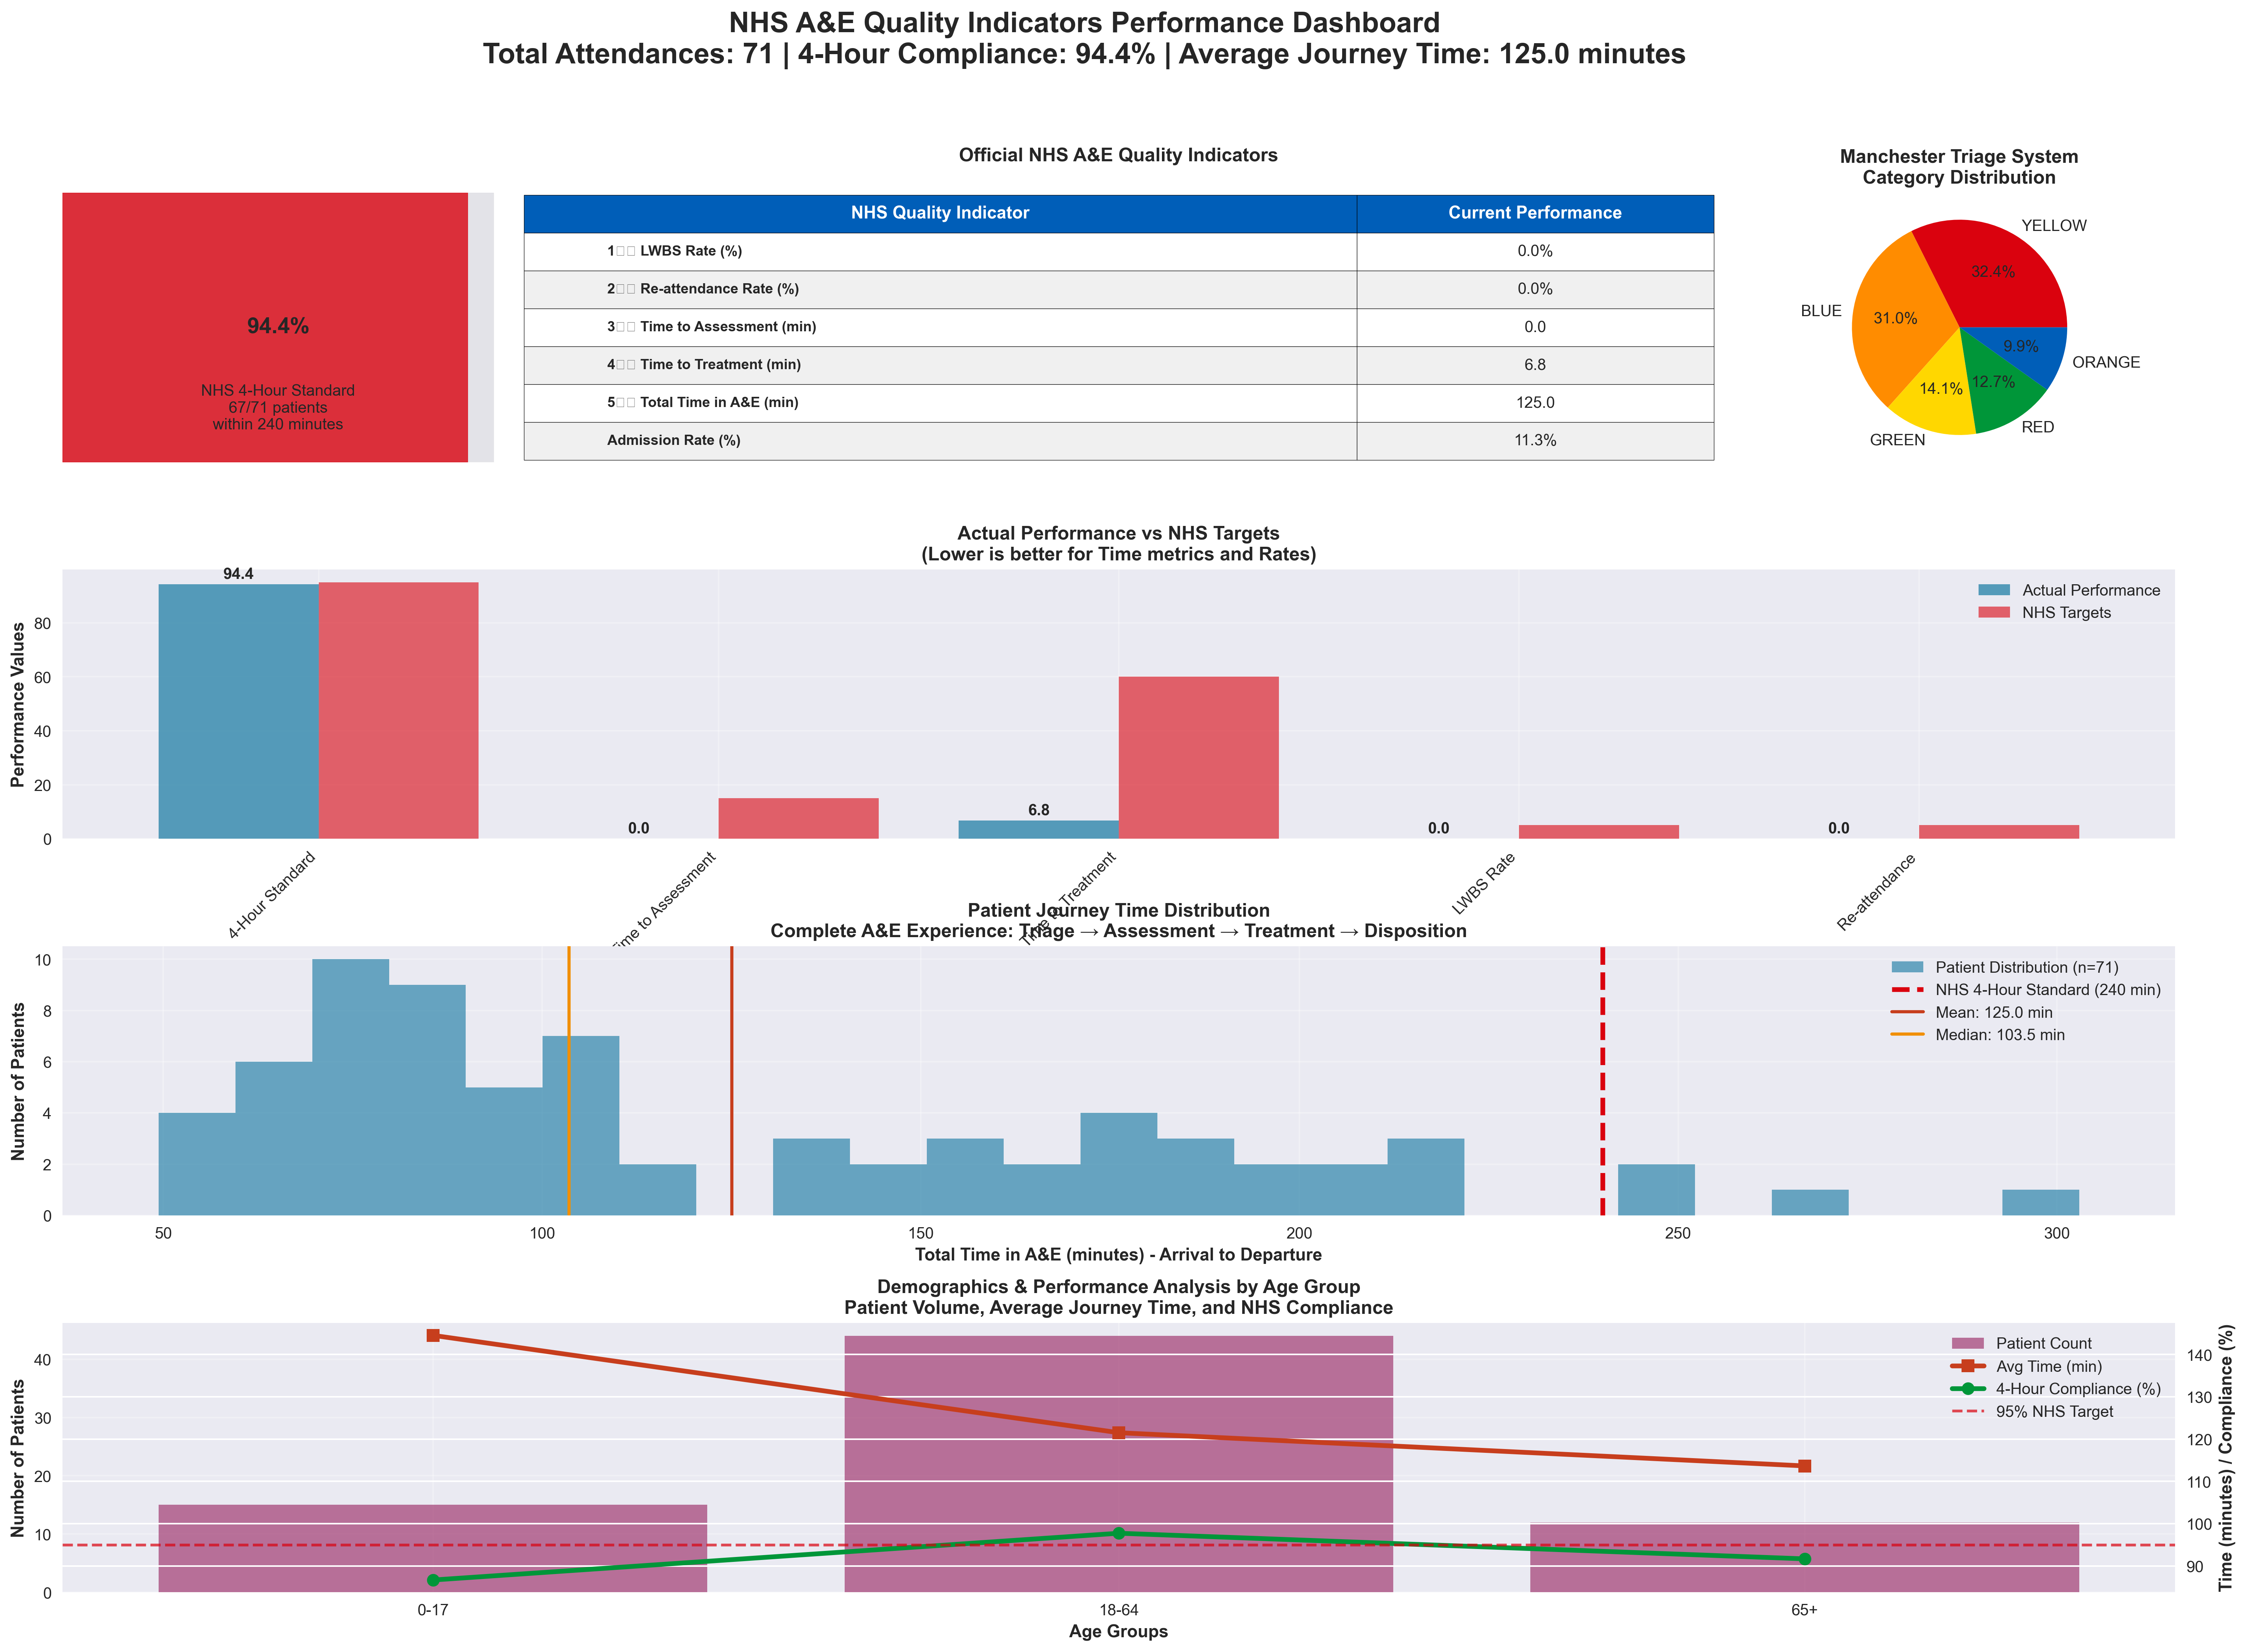 NHS A&E Quality Indicators Performance Dashboard
Total Attendances: 71 | 4-Hour Compliance: 94.4% | Average Journey Time: 125.0 minutes
94.4%
NHS 4-Hour Standard
67/71 patients
within 240 minutes
Official NHS A&E Quality Indicators
NHS Quality Indicator Current Performance
1□□ LWBS Rate (%) 0.0%
2□□ Re-attendance Rate (%) 0.0%
3□□ Time to Assessment (min) 0.0
4□□ Time to Treatment (min) 6.8
5□□ Total Time in A&E (min) 125.0
Admission Rate (%) 11.3%
Manchester Triage System
Category Distribution
YELLOW
32.4%
BLUE
31.0%
9.9%
ORANGE
14.1%
12.7%
GREEN
RED
Actual Performance vs NHS Targets
(Lower is better for Time metrics and Rates)
Performance Values
80
60
40
20
0
94.4
0.0
6.8
0.0
0.0
Actual Performance
NHS Targets
4-Hour Standard
Time to Assessment
Time to Treatment
LWBS Rate
Re-attendance
Patient Journey Time Distribution
Complete A&E Experience: Triage → Assessment → Treatment → Disposition
Number of Patients
10
8
6
4
2
0
Patient Distribution (n=71)
NHS 4-Hour Standard (240 min)
Mean: 125.0 min
Median: 103.5 min
50 100 150 200 250 300
Total Time in A&E (minutes) - Arrival to Departure
Demographics & Performance Analysis by Age Group
Patient Volume, Average Journey Time, and NHS Compliance
Number of Patients
40
30
20
10
0
Patient Count
Avg Time (min)
4-Hour Compliance (%)
95% NHS Target
140
130
120
110
100
90
Time (minutes) / Compliance (%)
0-17 18-64 65+
Age Groups